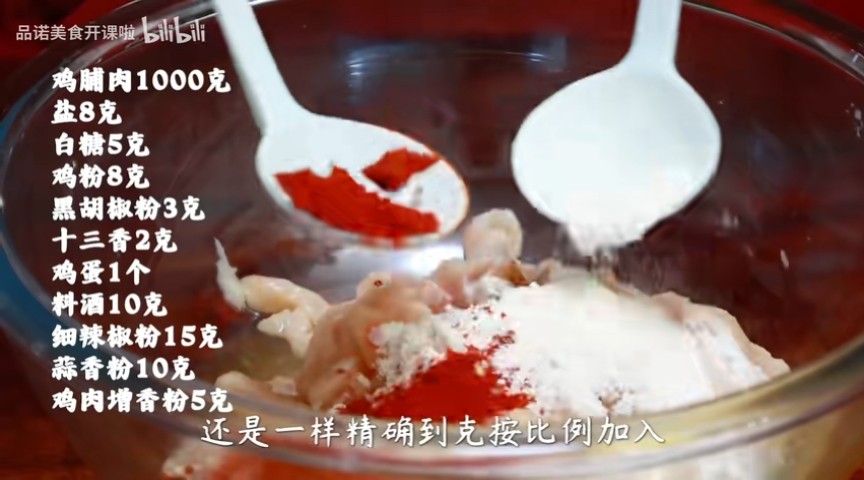 品诺美食开课啦 bilibili
鸡脯肉1000克
盐8克
白糖5克
鸡粉8克
黑胡椒粉3克
十三香2克
鸡蛋1个
料酒10克
细辣椒粉15克
蒜香粉10克
鸡肉增香粉5克
还是一样精确到克按比例加入